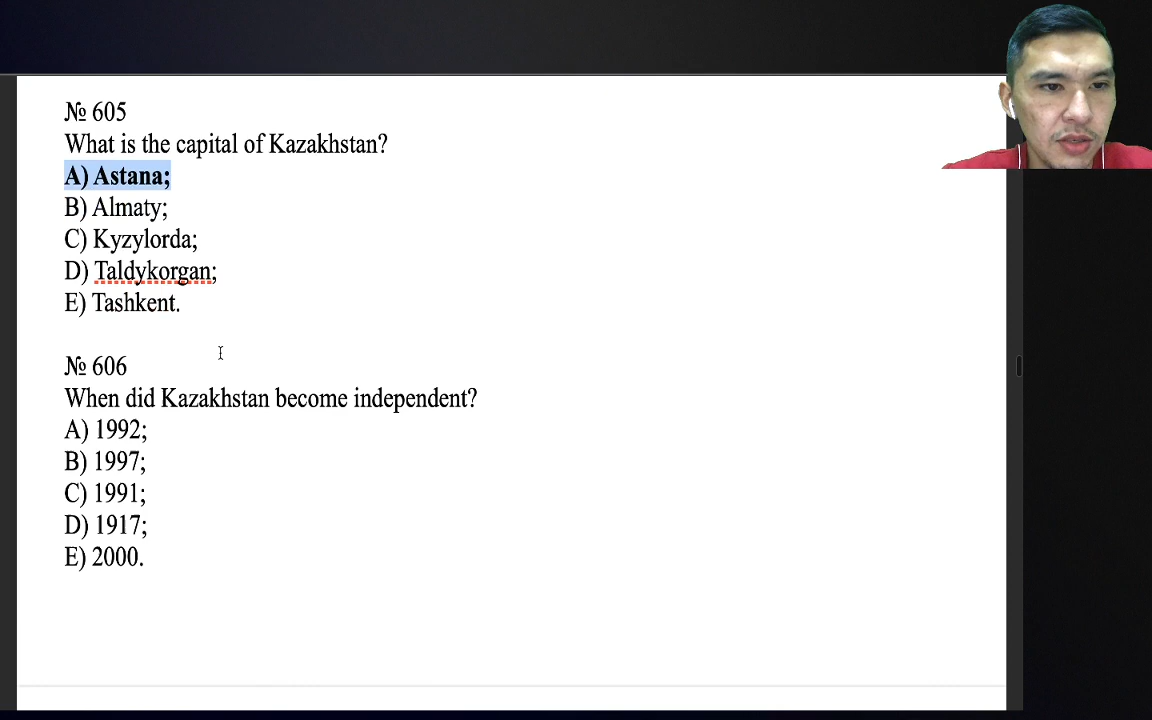 № 605
What is the capital of Kazakhstan?
A) Astana;
B) Almaty;
C) Kyzylorda;
D) Taldykorgan;
E) Tashkent.
№ 606
When did Kazakhstan become independent?
A) 1992;
B) 1997;
C) 1991;
D) 1917;
E) 2000.